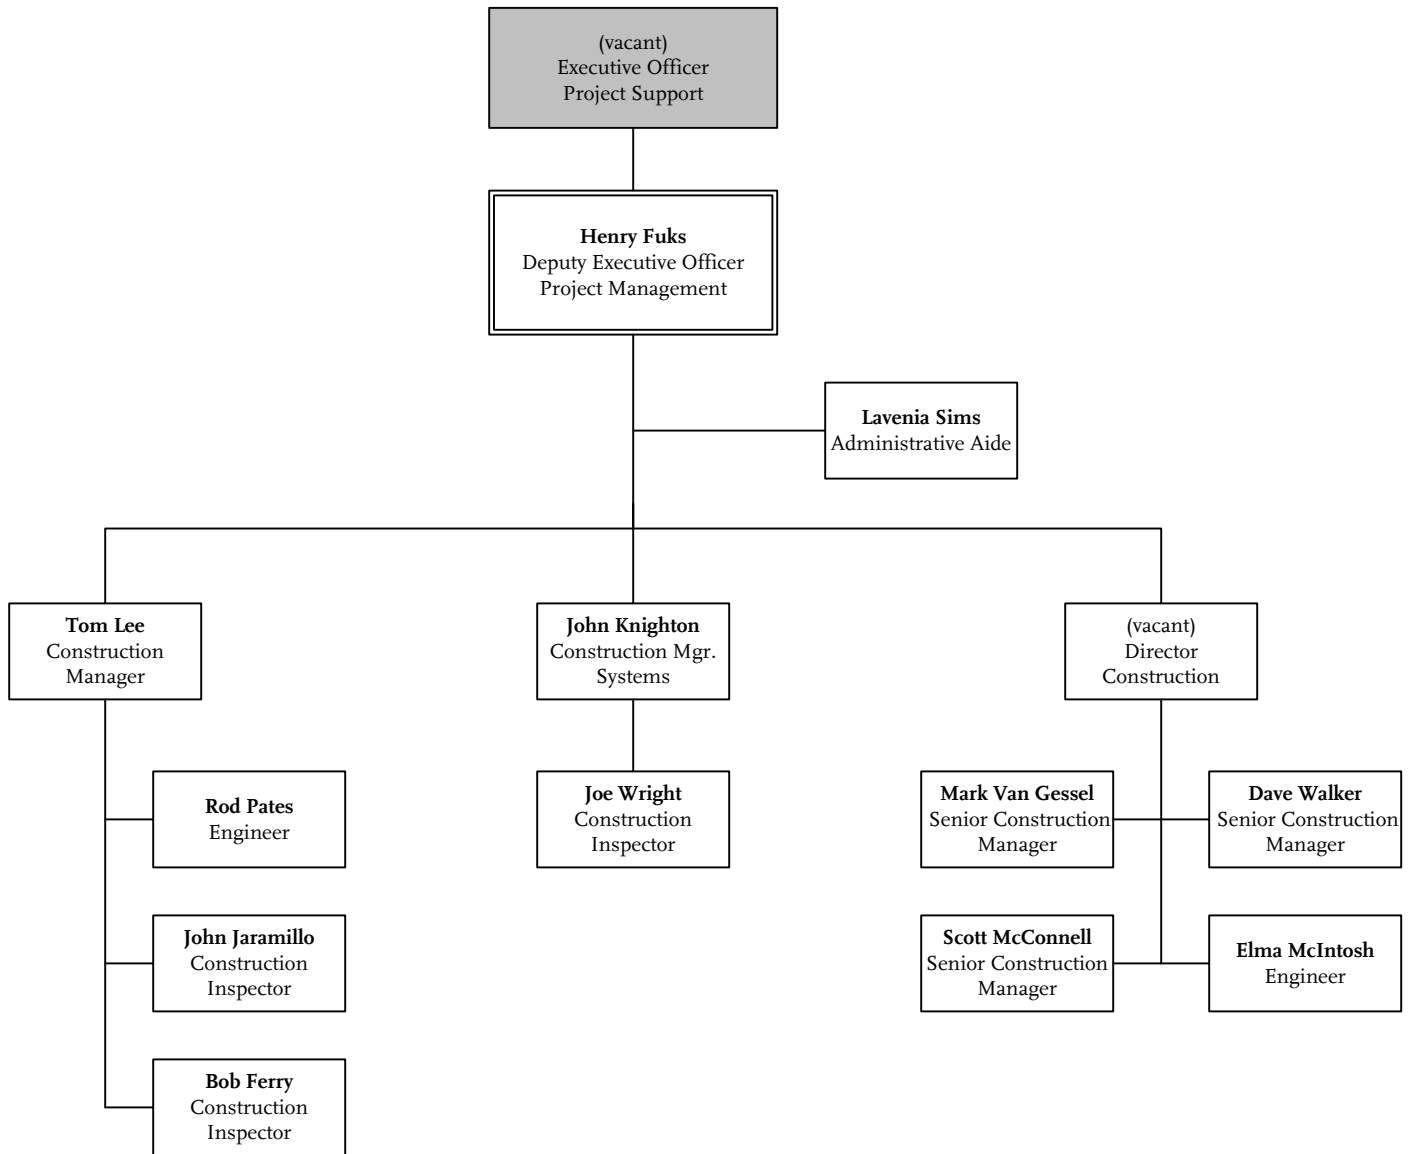 (vacant)
Executive Officer
Project Support
Henry Fuks
Deputy Executive Officer
Project Management
Lavenia Sims
Administrative Aide
Tom Lee
Construction
Manager
John Knighton
Construction Mgr.
Systems
(vacant)
Director
Construction
Rod Pates
Engineer
Joe Wright
Construction
Inspector
Mark Van Gessel
Senior Construction
Manager
Dave Walker
Senior Construction
Manager
John Jaramillo
Construction
Inspector
Scott McConnell
Senior Construction
Manager
Elma McIntosh
Engineer
Bob Ferry
Construction
Inspector